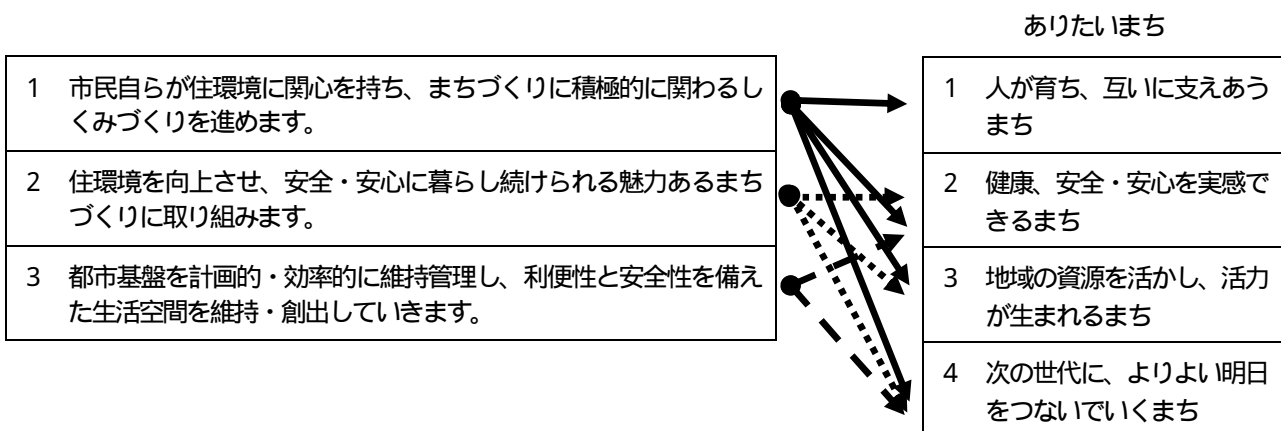 ありたいまち
1 市民自らが住環境に関心を持ち、まちづくりに積極的に関わるし
くみづくりを進めます。
2 住環境を向上させ、安全・安心に暮らし続けられる魅力あるまち
づくりに取り組みます。
3 都市基盤を計画的・効率的に維持管理し、利便性と安全性を備え
た生活空間を維持・創出していきます。
1 人が育ち、互いに支えあう
まち
2 健康、安全・安心を実感で
きるまち
3 地域の資源を活かし、活力
が生まれるまち
4 次の世代に、よりよい明日
をつないでいくまち